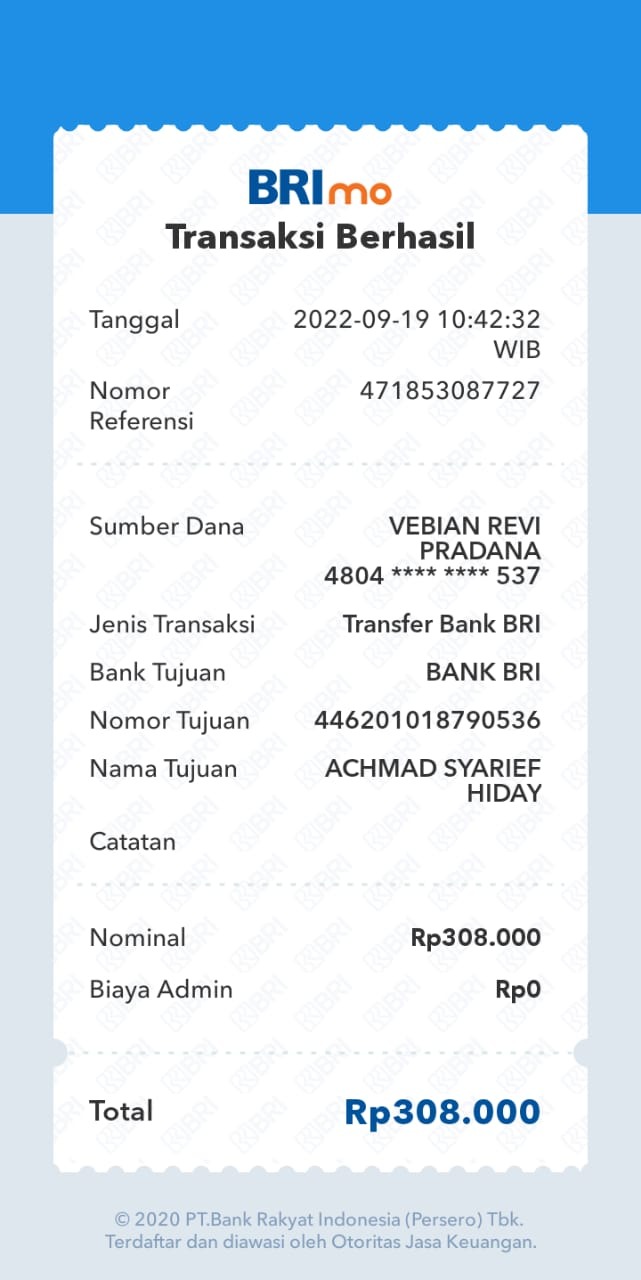 BRImo
Transaksi Berhasil
Tanggal 2022-09-19 10:42:32
WIB
Nomor 471853087727
Referensi
Sumber Dana VEBIAN REVI
PRADANA
4804 **** **** 537
Jenis Transaksi Transfer Bank BRI
Bank Tujuan BANK BRI
Nomor Tujuan 446201018790536
Nama Tujuan ACHMAD SYARIEF
HIDAY
Catatan
Nominal Rp308.000
Biaya Admin Rp0
Total Rp308.000
© 2020 PT.Bank Rakyat Indonesia (Persero) Tbk.
Terdaftar dan diawasi oleh Otoritas Jasa Keuangan.